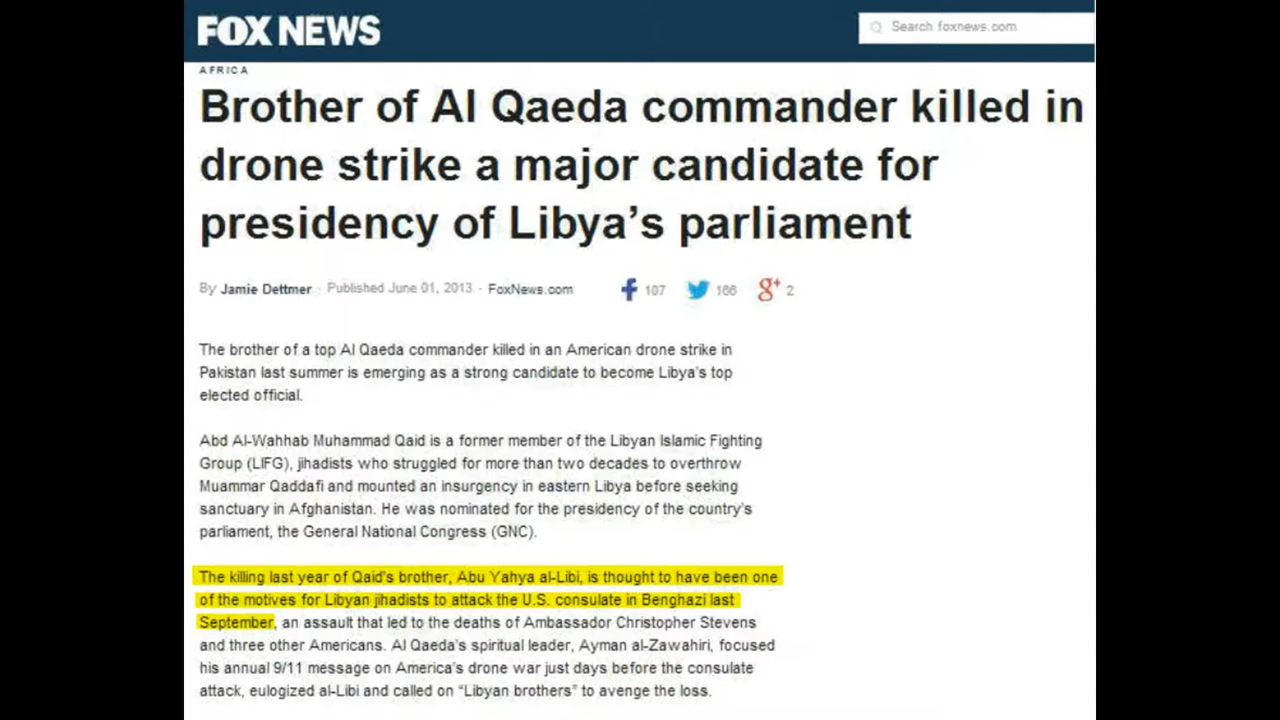 FOX NEWS
Search foxnews.com
AFRICA
Brother of Al Qaeda commander killed in
drone strike a major candidate for
presidency of Libya's parliament
By Jamie Dettmer · Published June 01, 2013 · FoxNews.com
107 166 8+ 2
The brother of a top Al Qaeda commander killed in an American drone strike in
Pakistan last summer is emerging as a strong candidate to become Libya's top
elected official.
Abd Al-Wahhab Muhammad Qaid is a former member of the Libyan Islamic Fighting
Group (LIFG), jihadists who struggled for more than two decades to overthrow
Muammar Qaddafi and mounted an insurgency in eastern Libya before seeking
sanctuary in Afghanistan. He was nominated for the presidency of the country's
parliament, the General National Congress (GNC).
The killing last year of Qaid's brother, Abu Yahya al-Libi, is thought to have been one
of the motives for Libyan jihadists to attack the U.S. consulate in Benghazi last
September, an assault that led to the deaths of Ambassador Christopher Stevens
and three other Americans. Al Qaeda's spiritual leader, Ayman al-Zawahiri, focused
his annual 9/11 message on America's drone war just days before the consulate
attack, eulogized al-Libi and called on “Libyan brothers” to avenge the loss.